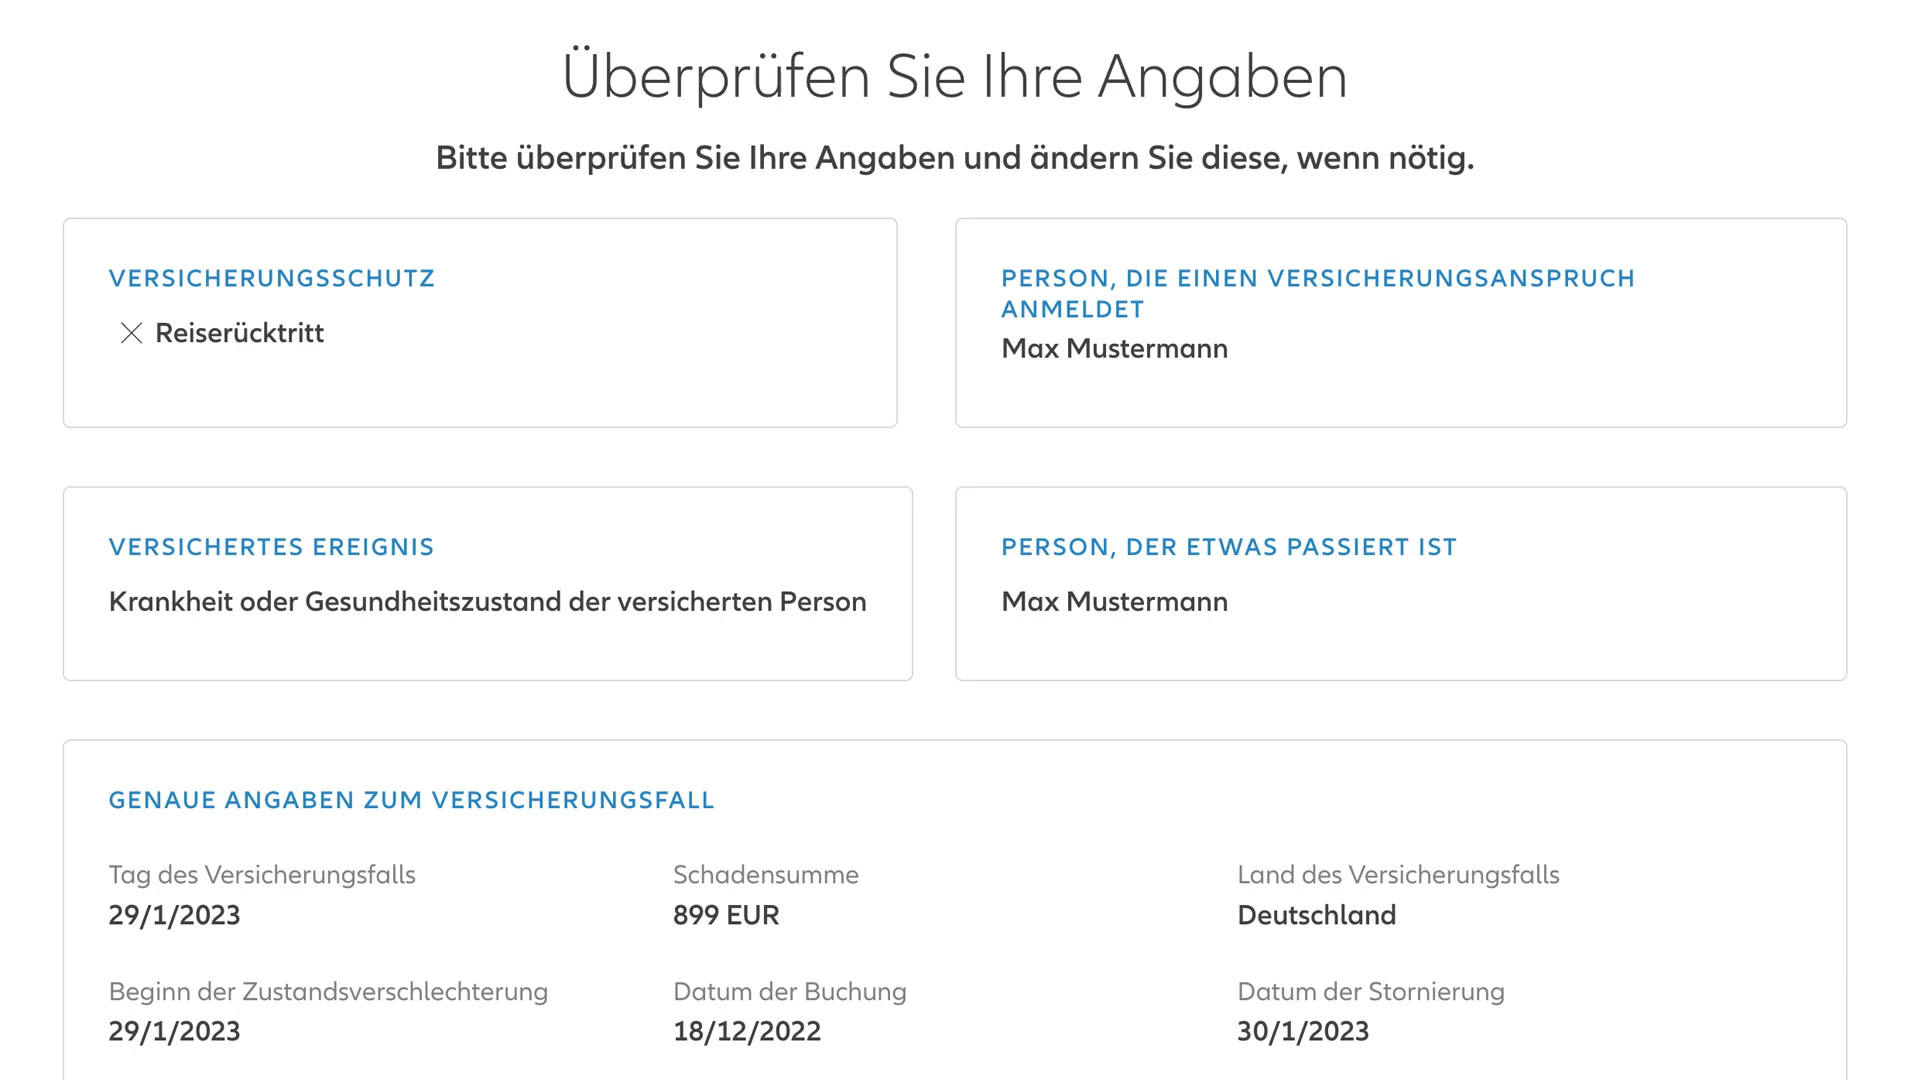 Überprüfen Sie Ihre Angaben
Bitte überprüfen Sie Ihre Angaben und ändern Sie diese, wenn nötig.
VERSICHERUNGSSCHUTZ
Reiserücktritt
PERSON, DIE EINEN VERSICHERUNGSANSPRUCH
ANMELDET
Max Mustermann
VERSICHERTES EREIGNIS
Krankheit oder Gesundheitszustand der versicherten Person
PERSON, DER ETWAS PASSIERT IST
Max Mustermann
GENAUE ANGABEN ZUM VERSICHERUNGSFALL
Tag des Versicherungsfalls
29/1/2023
Schadensumme
899 EUR
Land des Versicherungsfalls
Deutschland
Beginn der Zustandsverschlechterung
29/1/2023
Datum der Buchung
18/12/2022
Datum der Stornierung
30/1/2023